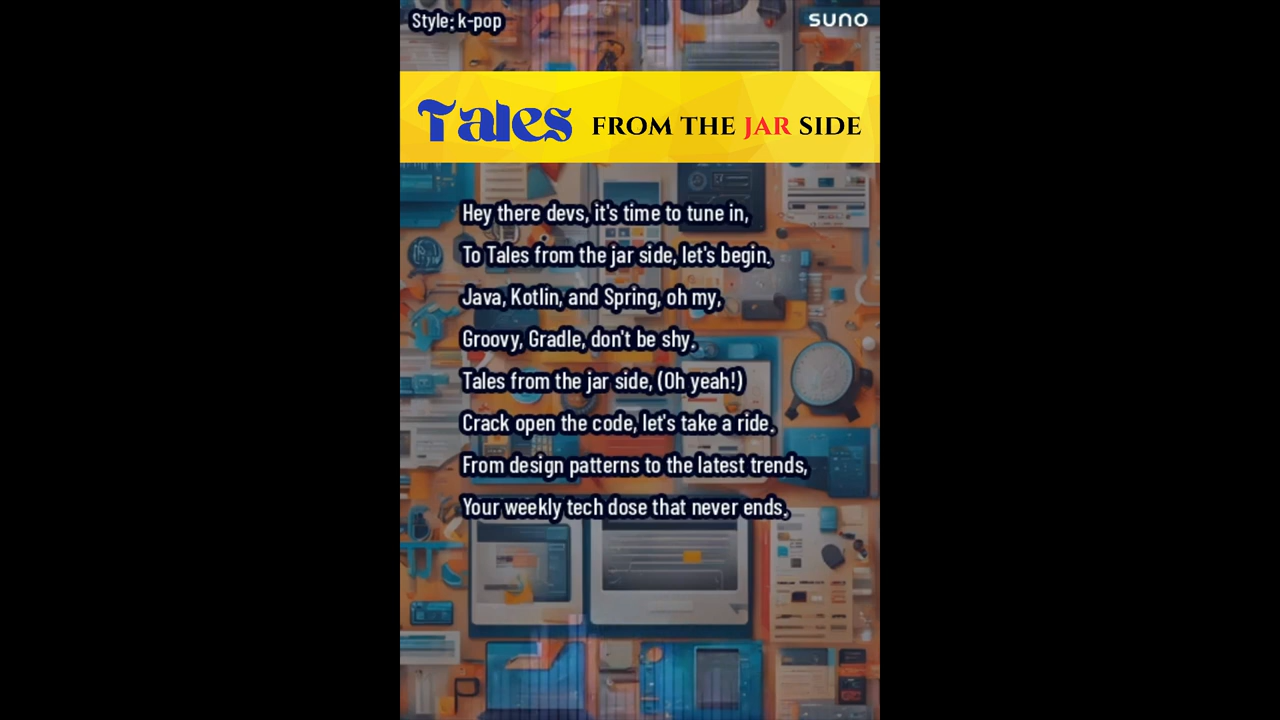 Style: k-pop
SUNO
Tales FROM THE JAR SIDE
Hey there devs, it's time to tune in,
To Tales from the jar side, let's begin.
Java, Kotlin, and Spring, oh my,
Groovy, Gradle, don't be shy.
Tales from the jar side, (Oh yeah!)
Crack open the code, let's take a ride.
From design patterns to the latest trends,
Your weekly tech dose that never ends.